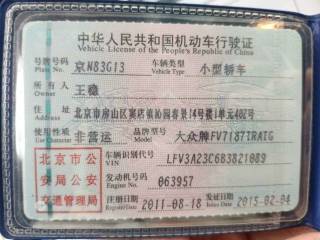 中华人民共和国机动车行驶证
Vehicle License of the People's Republic of China
号牌号码 京N83G13 车辆类型 小型轿车
Plate No. Vehicle Type
所有人 王稳
Owner
住址 北京市房山区窦店镇沁园春景14号楼1单元402号
Address
使用性质 非营运 品牌型号 大众牌FV7187TRATG
Use Character Model
北京市公
安局公安
交通管理局
车辆识别代号 LFV3A23C6B3821089
VIN
发动机号码 063957
Engine No.
注册日期 2011-08-18 发证日期 2015-02-04
Register Date Issue Date